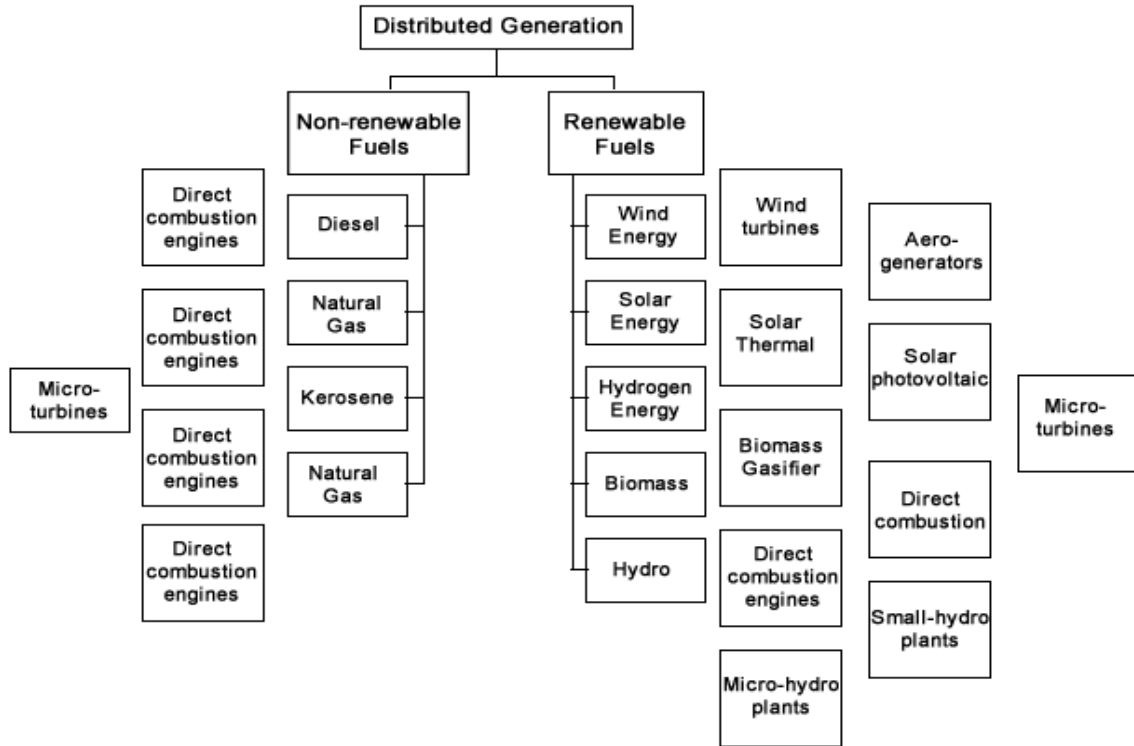 Distributed Generation
Non-renewable
Fuels
Renewable
Fuels
Direct
combustion
engines
Diesel
Wind
Energy
Wind
turbines
Aero-
generators
Direct
combustion
engines
Natural
Gas
Solar
Energy
Solar
Thermal
Solar
photovoltaic
Micro-
turbines
Kerosene
Hydrogen
Energy
Micro-
turbines
Direct
combustion
engines
Natural
Gas
Biomass
Biomass
Gasifier
Direct
combustion
Direct
combustion
engines
Hydro
Direct
combustion
engines
Small-hydro
plants
Micro-hydro
plants